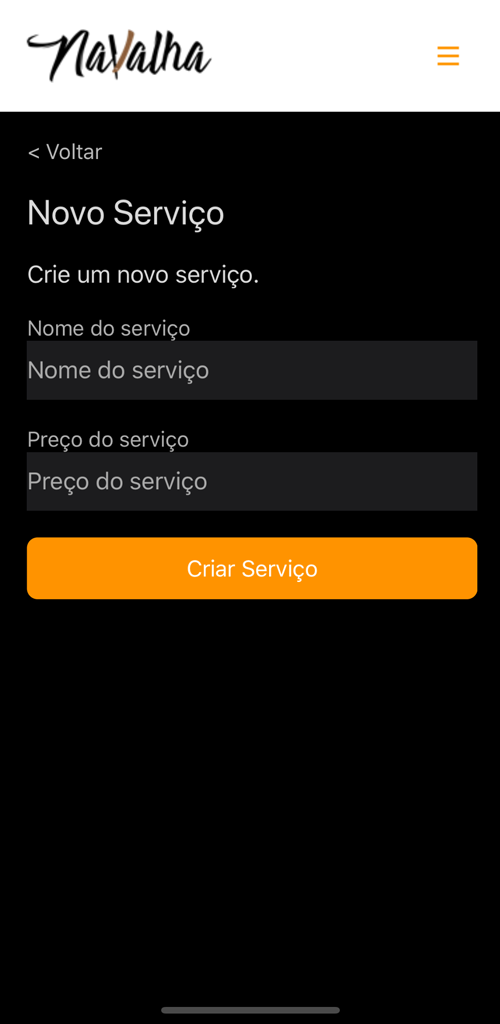 Navalha
< Voltar
Novo Serviço
Crie um novo serviço.
Nome do serviço
Nome do serviço
Preço do serviço
Preço do serviço
Criar Serviço